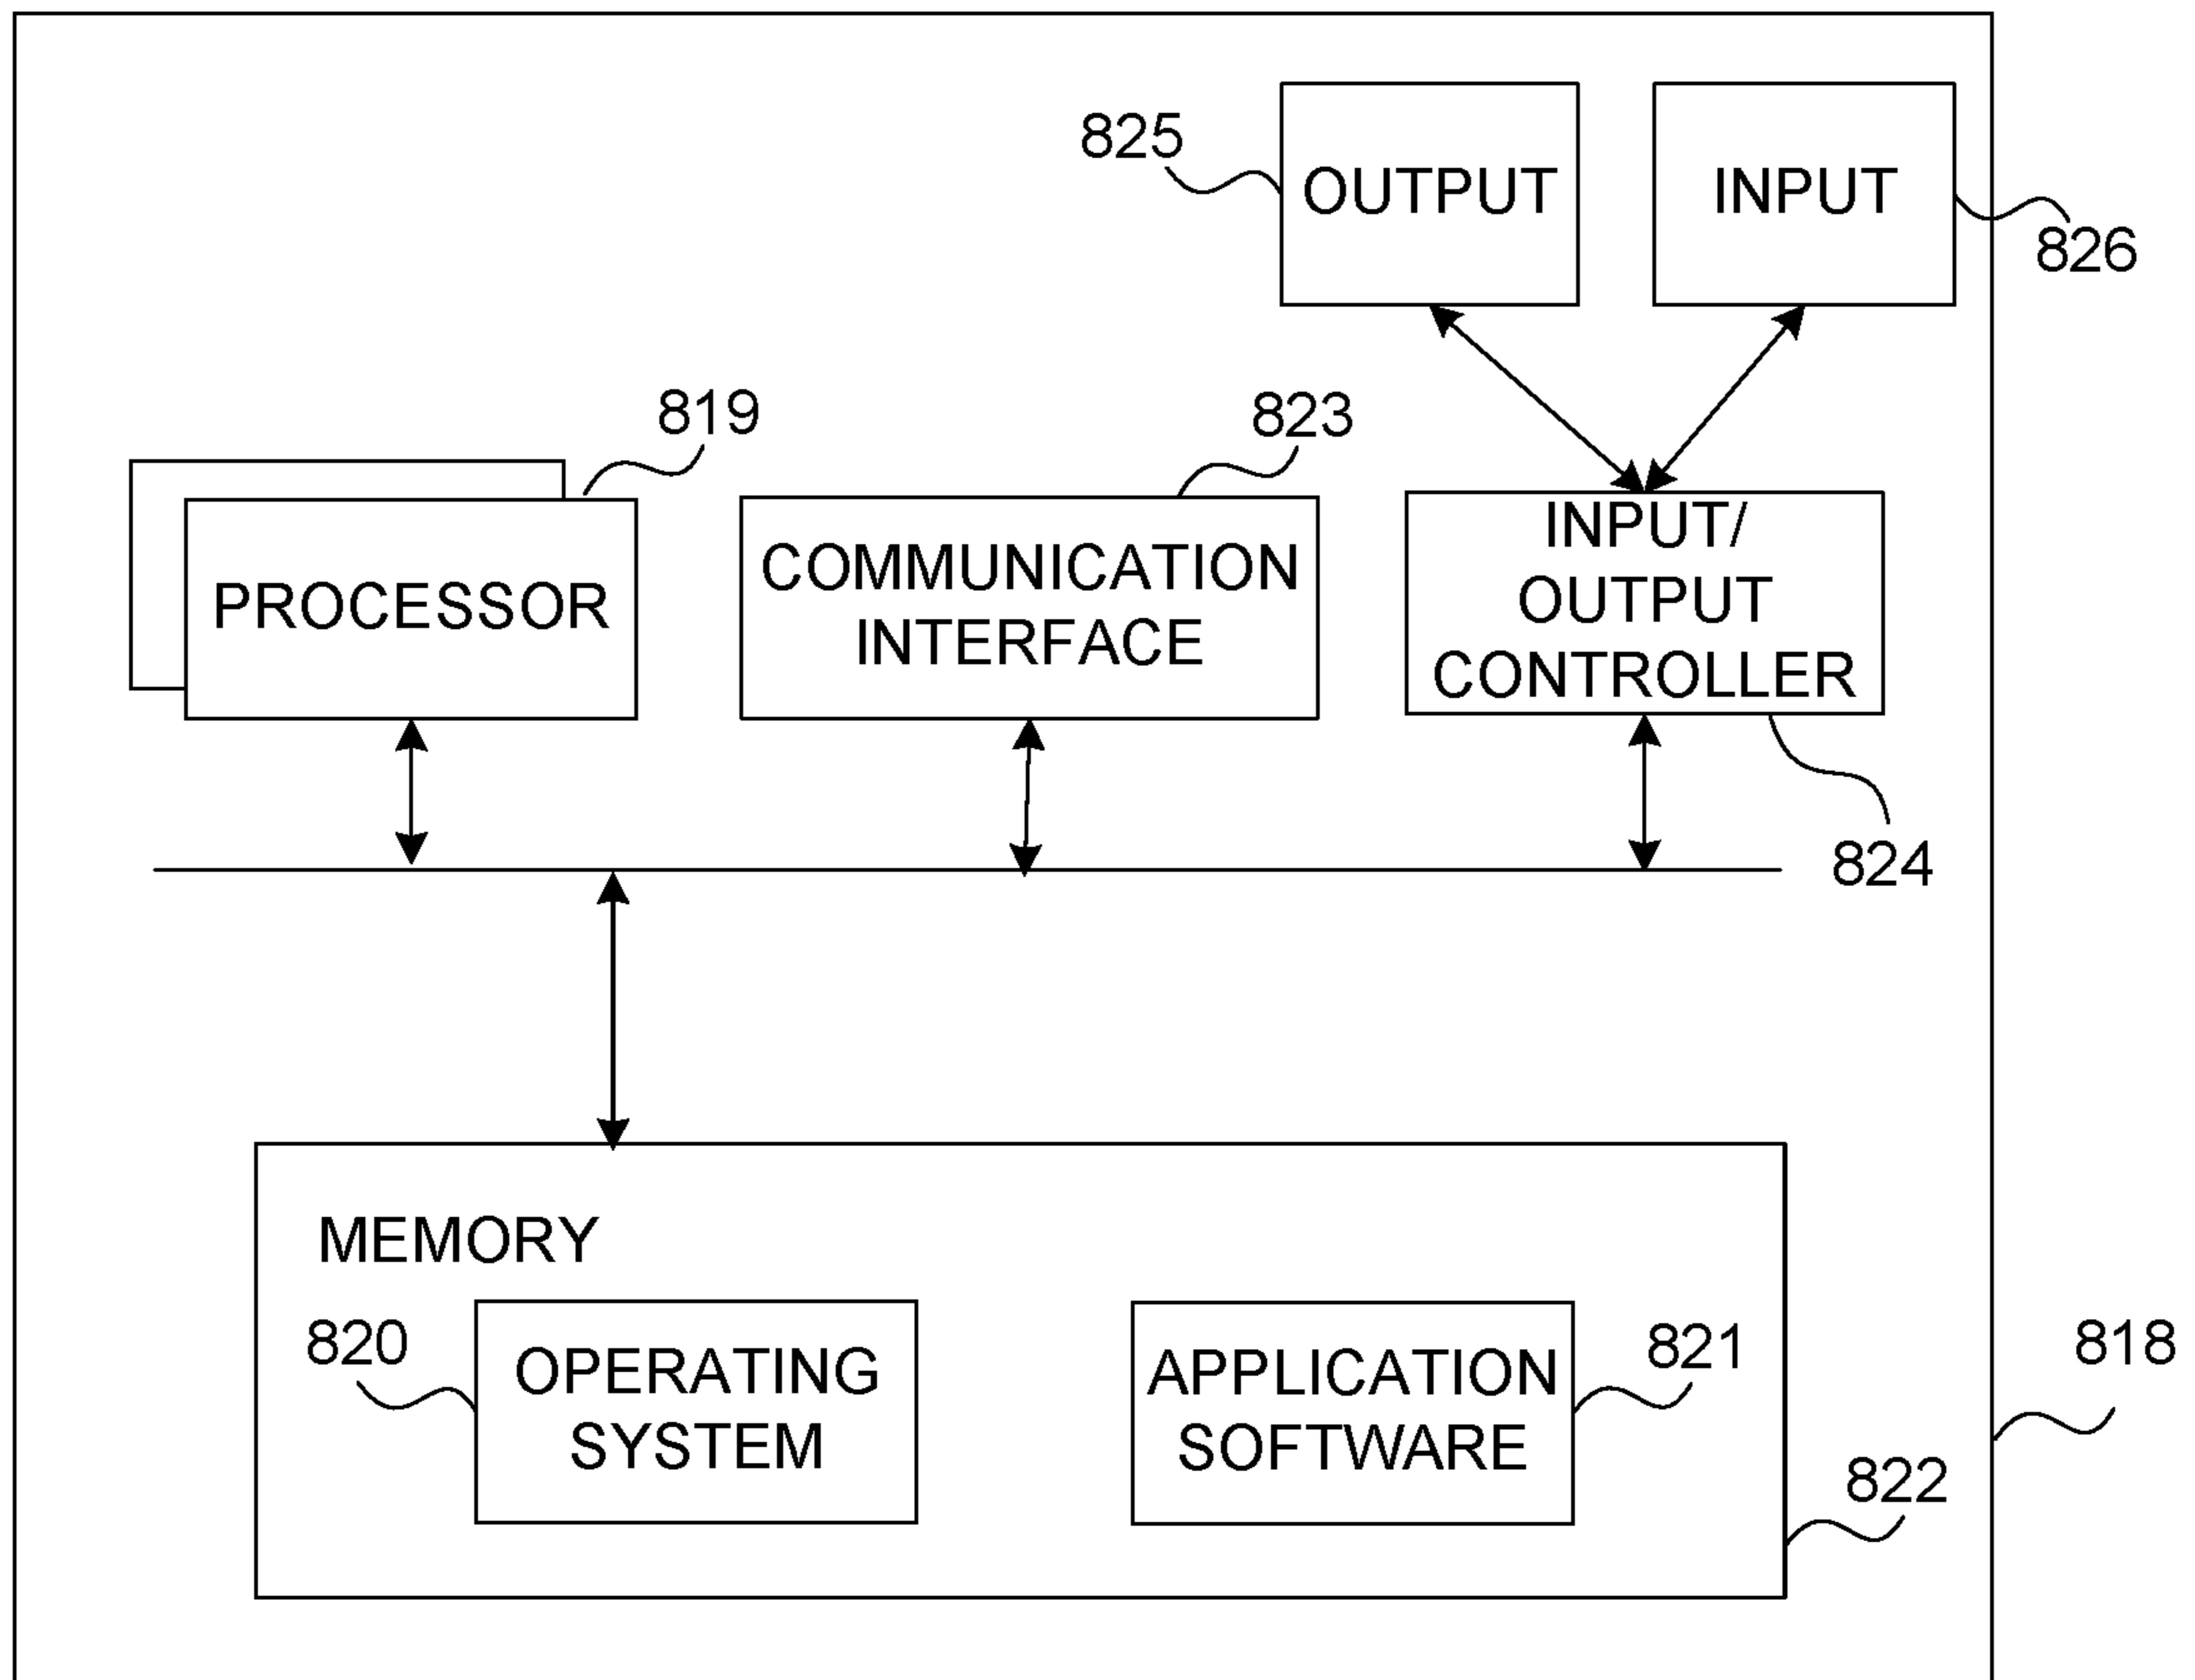 825
OUTPUT
INPUT
826
819
823
PROCESSOR
COMMUNICATION
INTERFACE
INPUT/
OUTPUT
CONTROLLER
824
MEMORY
820
OPERATING
SYSTEM
APPLICATION
SOFTWARE
821
818
822